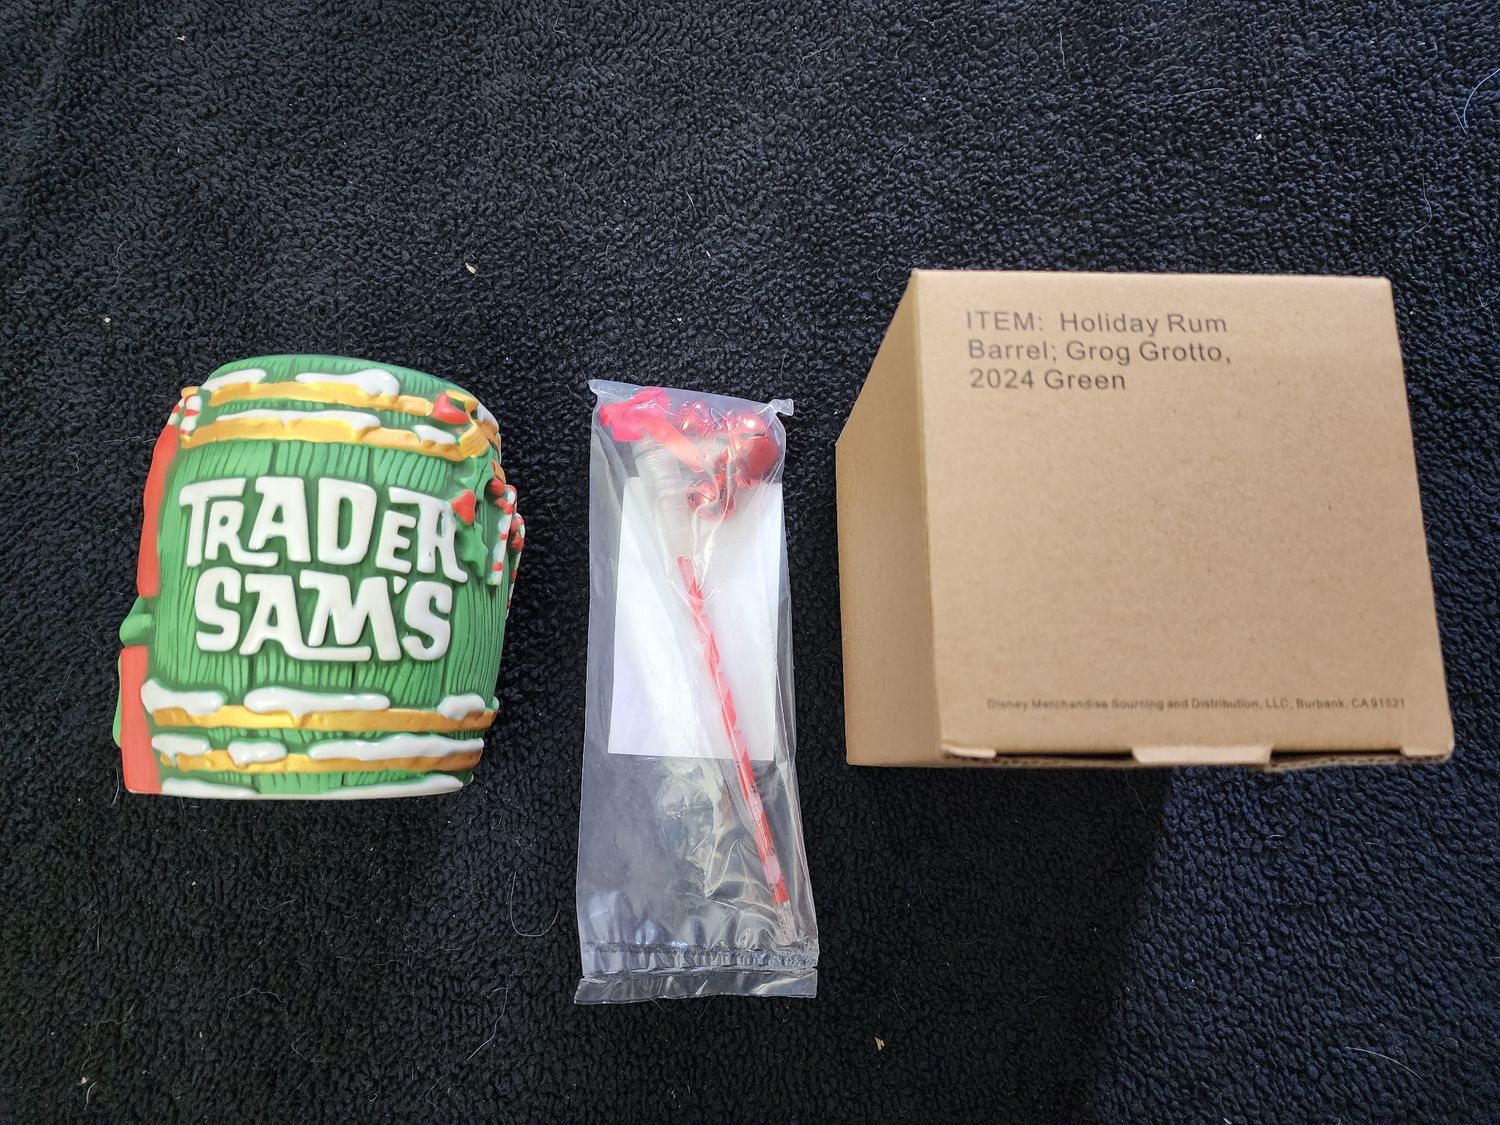 TRADER
SAM'S
ITEM: Holiday Rum
Barrel; Grog Grotto,
2024 Green
Disney Merchandise Sourcing and Distribution, LLC, Burbank, CA 91521